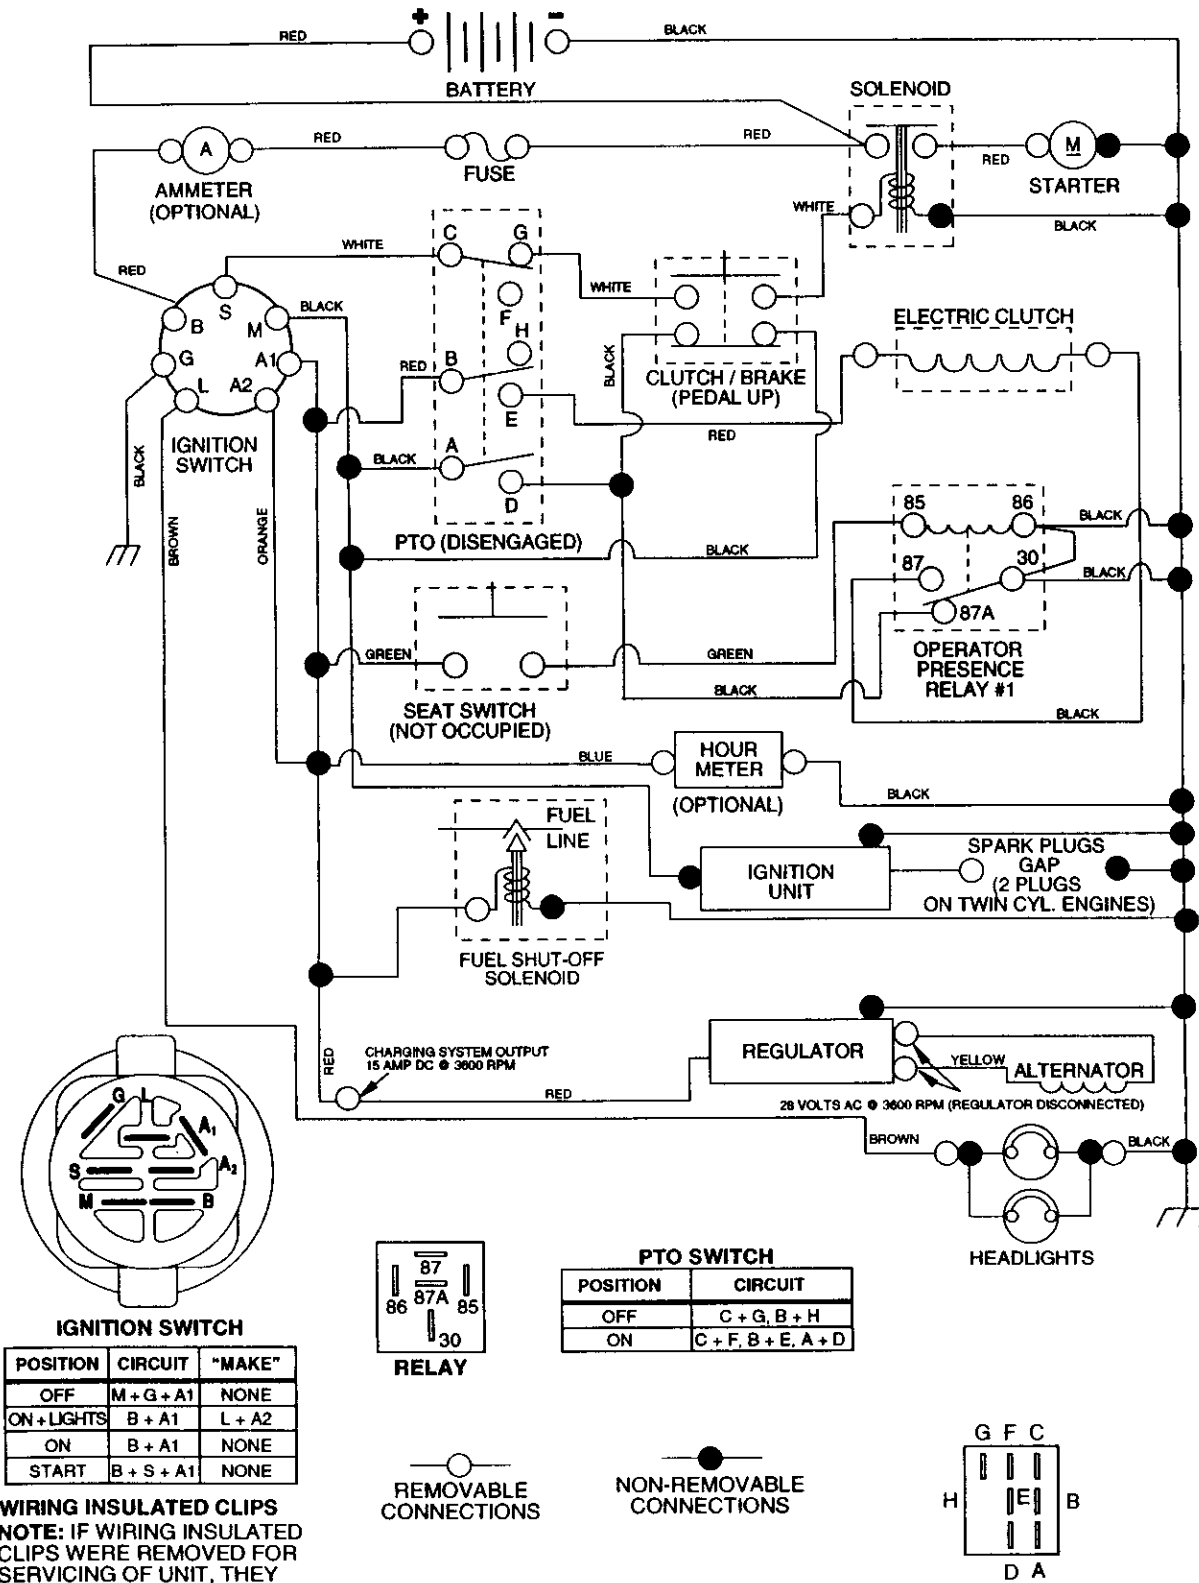 +
-
RED
BLACK
BATTERY
SOLENOID
A
RED
RED
RED
M
FUSE
AMMETER
(OPTIONAL)
STARTER
WHITE
BLACK
C
G
WHITE
RED
WHITE
S
F
BLACK
B
M
H
ELECTRIC CLUTCH
G
A1
B
RED
BLACK
CLUTCH / BRAKE
(PEDAL UP)
L
A2
E
RED
IGNITION
SWITCH
A
BLACK
BLACK
D
85
86
BLACK
BROWN
ORANGE
PTO (DISENGAGED)
BLACK
87
30
BLACK
87A
OPERATOR
PRESENCE
RELAY #1
GREEN
GREEN
BLACK
BLACK
SEAT SWITCH
(NOT OCCUPIED)
BLUE
HOUR
METER
(OPTIONAL)
BLACK
FUEL
LINE
IGNITION
UNIT
SPARK PLUGS
GAP
(2 PLUGS
ON TWIN CYL. ENGINES)
FUEL SHUT-OFF
SOLENOID
RED
CHARGING SYSTEM OUTPUT
15 AMP DC @ 3600 RPM
RED
REGULATOR
YELLOW
ALTERNATOR
28 VOLTS AC @ 3600 RPM (REGULATOR DISCONNECTED)
BROWN
BLACK
HEADLIGHTS
G
L
A1
S
A2
M
B
IGNITION SWITCH
POSITION CIRCUIT "MAKE"
OFF M + G + A1 NONE
ON + LIGHTS B + A1 L + A2
ON B + A1 NONE
START B + S + A1 NONE
87
87A
86
85
30
RELAY
PTO SWITCH
POSITION CIRCUIT
OFF C + G, B + H
ON C + F, B + E, A + D
REMOVABLE
CONNECTIONS
NON-REMOVABLE
CONNECTIONS
G F C
H
E
B
D A
WIRING INSULATED CLIPS
NOTE: IF WIRING INSULATED
CLIPS WERE REMOVED FOR
SERVICING OF UNIT, THEY